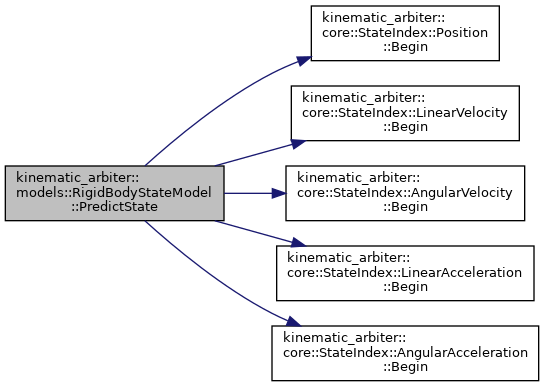 kinematic_arbiter::
models::RigidBodyStateModel
::PredictState
kinematic_arbiter::
core::StateIndex::Position
::Begin
kinematic_arbiter::
core::StateIndex::LinearVelocity
::Begin
kinematic_arbiter::
core::StateIndex::AngularVelocity
::Begin
kinematic_arbiter::
core::StateIndex::LinearAcceleration
::Begin
kinematic_arbiter::
core::StateIndex::AngularAcceleration
::Begin